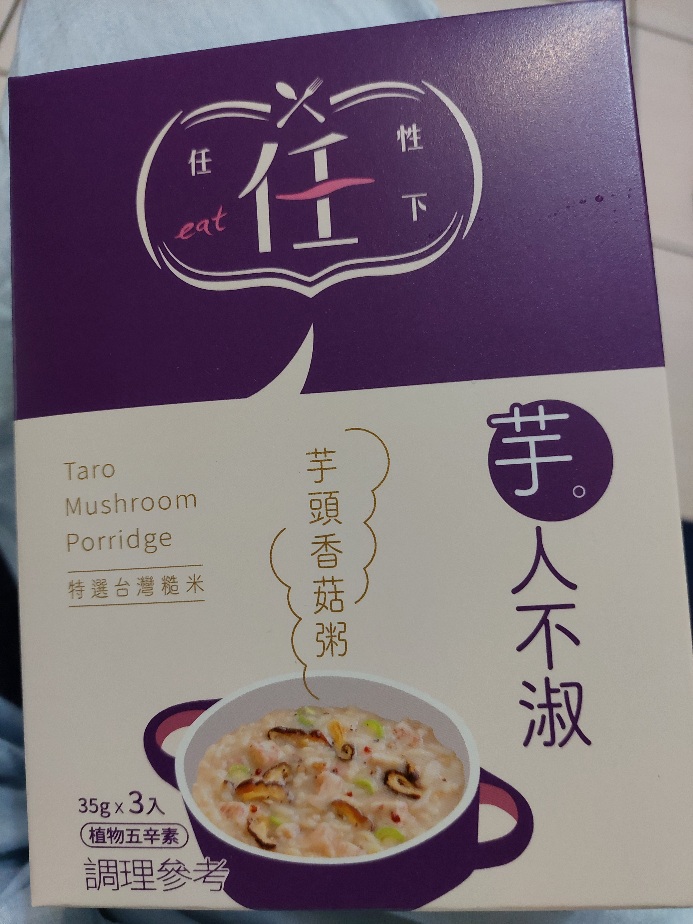 任
eat
任
性
下
芋。
人不淑
芋頭香菇粥
Taro
Mushroom
Porridge
特選台灣糙米
35g x 3入
植物五辛素
調理參考